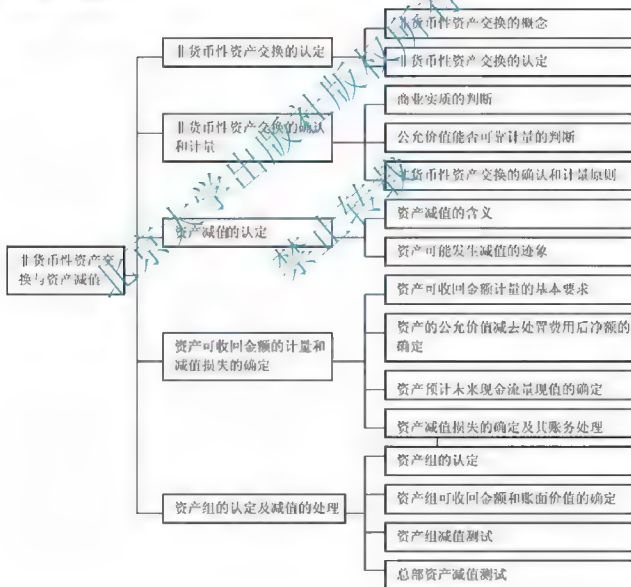 非货币性资产交换与资产减值
非货币性资产交换的认定
非货币性资产交换的概念
非货币性资产交换的认定
非货币性资产交换的确认
和计量
商业实质的判断
公允价值能否可靠计量的判断
非货币性资产交换的确认和计量原则
资产减值的认定
资产减值的含义
资产可能发生减值的迹象
资产可收回金额的计量和
减值损失的确定
资产可收回金额计量的基本要求
资产的公允价值减去处置费用后净额的
确定
资产预计未来现金流量现值的确定
资产减值损失的确定及其账务处理
资产组的认定及减值的处理
资产组的认定
资产组可收回金额和账面价值的确定
资产组减值测试
总部资产减值测试
北京大学出版社版权所有
禁止转载